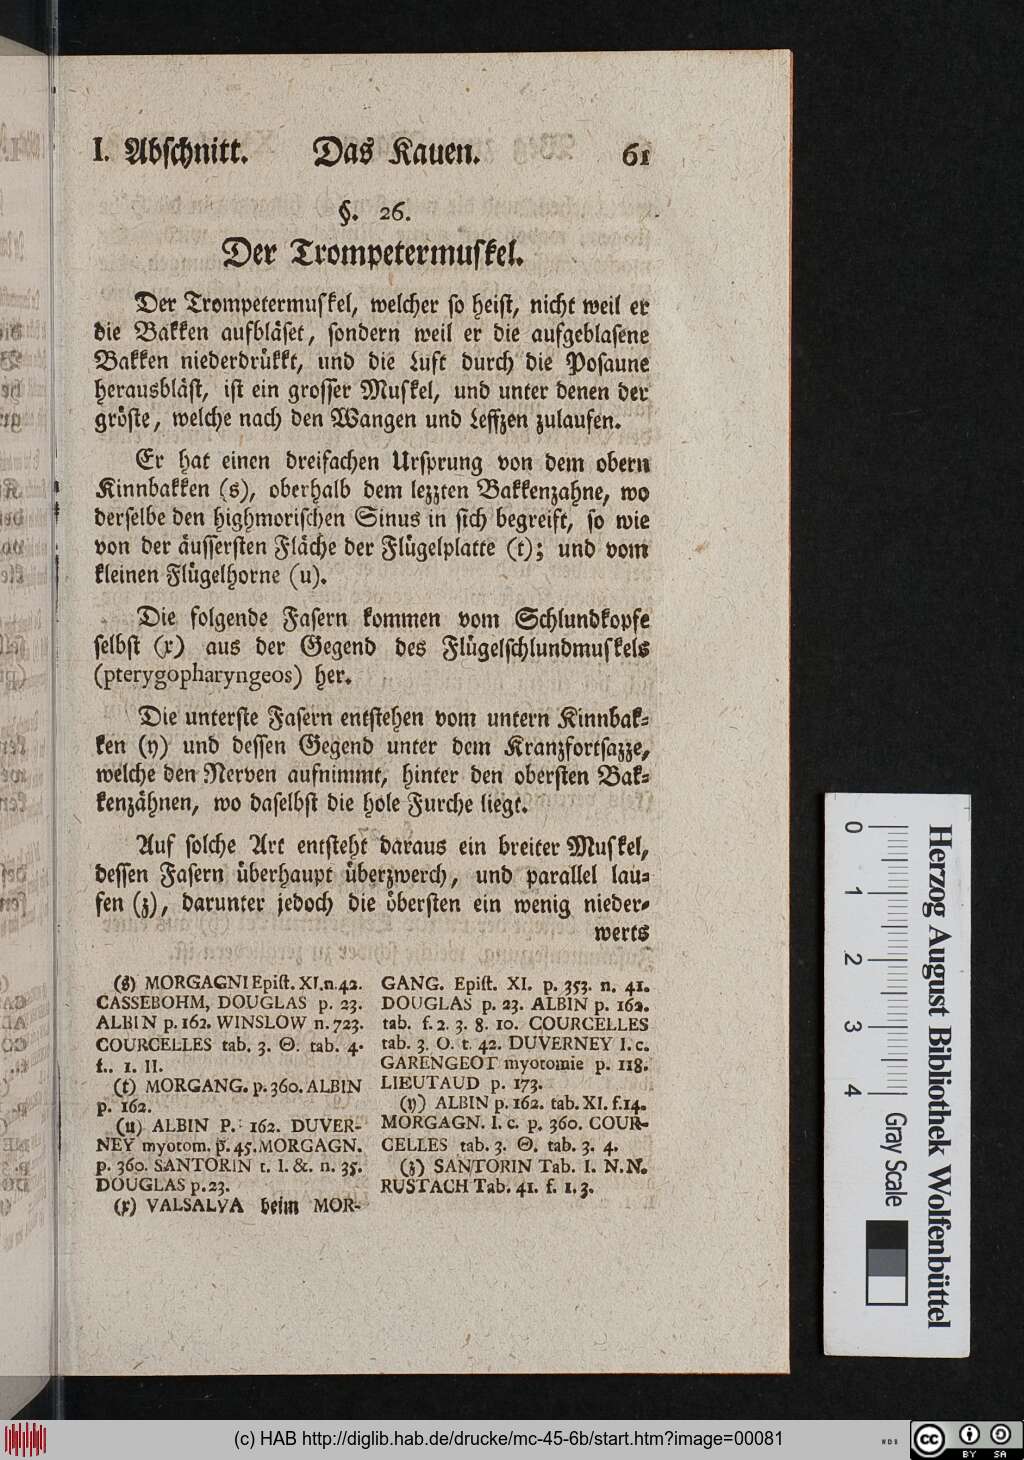 I. Abschnitt. Das Kauen. 61
§. 26.
Der Trompetermuskel.
Der Trompetermuskel, welcher so heist, nicht weil er
die Bakken aufbläset, sondern weil er die aufgeblasene
Bakken niederdrükkt, und die Luft durch die Posaune
herausbläst, ist ein grosser Muskel, und unter denen der
gröste, welche nach den Wangen und Leffzen zulaufen.
Er hat einen dreifachen Ursprung von dem obern
Kinnbakken (s), oberhalb dem lezzten Bakkenzahne, wo
derselbe den highmorischen Sinus in sich begreift, so wie
von der äussersten Fläche der Flügelplatte (t); und vom
kleinen Flügelhorne (u).
Die folgende Fasern kommen vom Schlundkopfe
selbst (x) aus der Gegend des Flügelschlundmuskels
(pterygopharyngeos) her.
Die unterste Fasern entstehen vom untern Kinnbak-
ken (y) und dessen Gegend unter dem Kranzfortsazze,
welche den Nerven aufnimmt, hinter den obersten Bak-
kenzähnen, wo daselbst die hole Furche liegt.
Auf solche Art entsteht daraus ein breiter Muskel,
dessen Fasern überhaupt überzwerch, und parallel lau-
fen (z), darunter jedoch die öbersten ein wenig nieder-
werts
(s) MORGAGNI Epist. XI. n. 42.
CASSEBOHM, DOUGLAS p. 23.
ALBIN p. 162. WINSLOW n. 723.
COURCELLES tab. 3. Θ. tab. 4.
f.. 1. II.
(t) MORGANG. p. 360. ALBIN
p. 162.
(u) ALBIN P. 162. DUVER-
NEY myotom. p. 45. MORGAGN.
p. 360. SANTORIN t. I. &. n. 35.
DOUGLAS p. 23.
(x) VALSALVA beim MOR-
GANG. Epist. XI. p. 353. n. 41.
DOUGLAS p. 23. ALBIN p. 162.
tab. f. 2. 3. 8. 10. COURCELLES
tab. 3. O. t. 42. DUVERNEY I. c.
GARENGEOT myotomie p. 118.
LIEUTAUD p. 173.
(y) ALBIN p. 162. tab. XI. f. 14.
MORGAGN. I. c. p. 360. COUR-
CELLES tab. 3. Θ. tab. 3. 4.
(z) SANTORIN Tab. I. N. N.
RUSTACH Tab. 41. f. 1. 3.
Herzog August Bibliothek Wolfenbüttel
0 1 2 3 4 Gray Scale
(c) HAB http://diglib.hab.de/drucke/mc-45-6b/start.htm?image=00081
cc BY SA